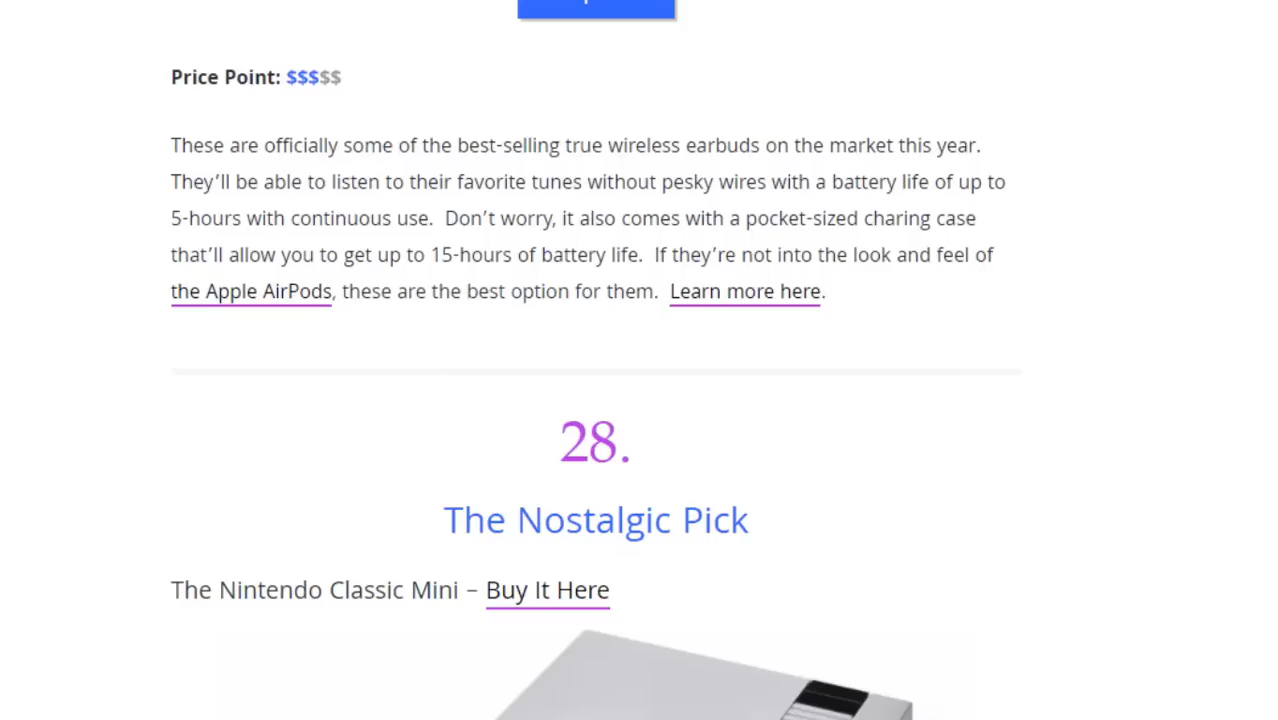 Price Point: $$$$$
These are officially some of the best-selling true wireless earbuds on the market this year.
They’ll be able to listen to their favorite tunes without pesky wires with a battery life of up to
5-hours with continuous use.  Don’t worry, it also comes with a pocket-sized charing case
that’ll allow you to get up to 15-hours of battery life.  If they’re not into the look and feel of
the Apple AirPods, these are the best option for them.  Learn more here.
28.
The Nostalgic Pick
The Nintendo Classic Mini – Buy It Here